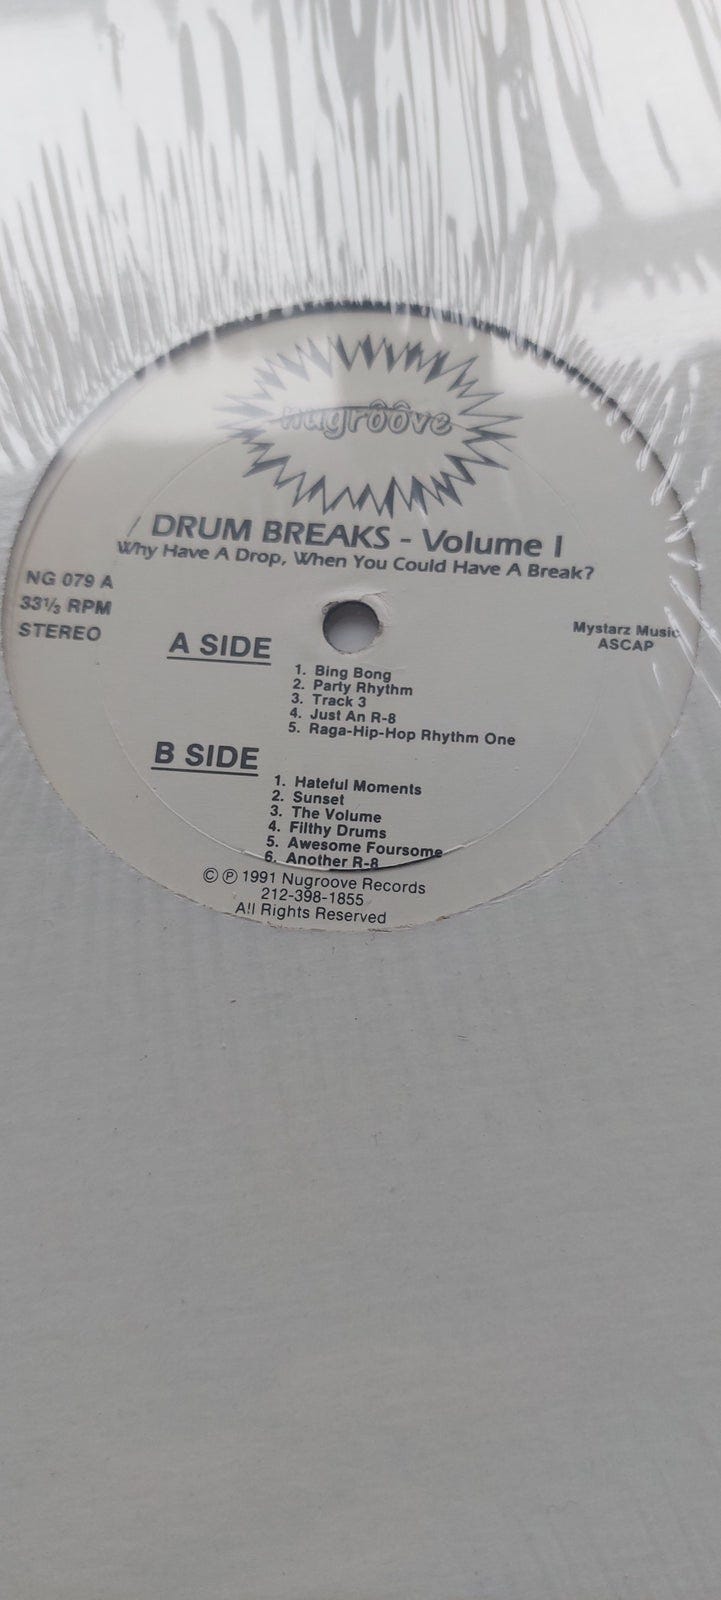 nugrôôve
DRUM BREAKS - Volume I
Why Have A Drop, When You Could Have A Break?
NG 079 A
33⅓ RPM
STEREO
Mystarz Music
ASCAP
A SIDE
1. Bing Bong
2. Party Rhythm
3. Track 3
4. Just An R-8
5. Raga-Hip-Hop Rhythm One
B SIDE
1. Hateful Moments
2. Sunset
3. The Volume
4. Filthy Drums
5. Awesome Foursome
6. Another R-8
© ℗ 1991 Nugroove Records
212-398-1855
All Rights Reserved